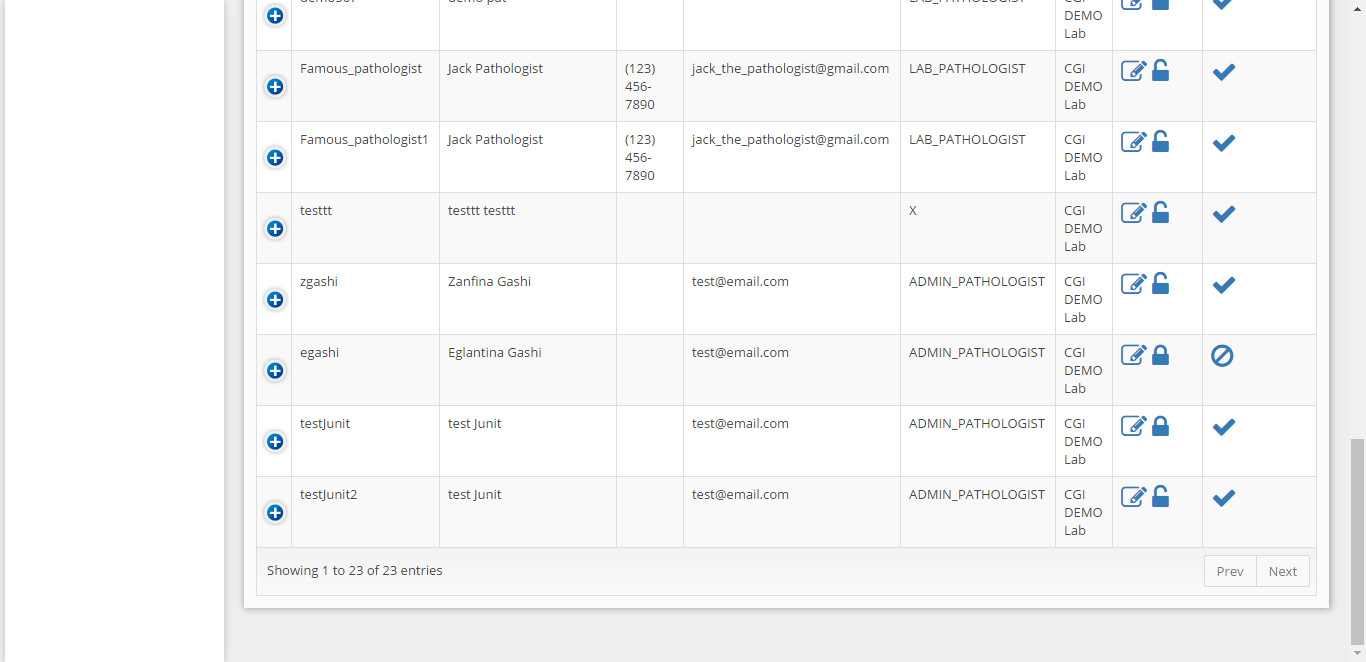 DEMO
Lab
Famous_pathologist Jack Pathologist (123) 456-7890 jack_the_pathologist@gmail.com LAB_PATHOLOGIST CGI DEMO Lab
Famous_pathologist1 Jack Pathologist (123) 456-7890 jack_the_pathologist@gmail.com LAB_PATHOLOGIST CGI DEMO Lab
testtt testtt testtt X CGI DEMO Lab
zgashi Zanfina Gashi test@email.com ADMIN_PATHOLOGIST CGI DEMO Lab
egashi Eglantina Gashi test@email.com ADMIN_PATHOLOGIST CGI DEMO Lab
testJunit test Junit test@email.com ADMIN_PATHOLOGIST CGI DEMO Lab
testJunit2 test Junit test@email.com ADMIN_PATHOLOGIST CGI DEMO Lab
Showing 1 to 23 of 23 entries Prev Next